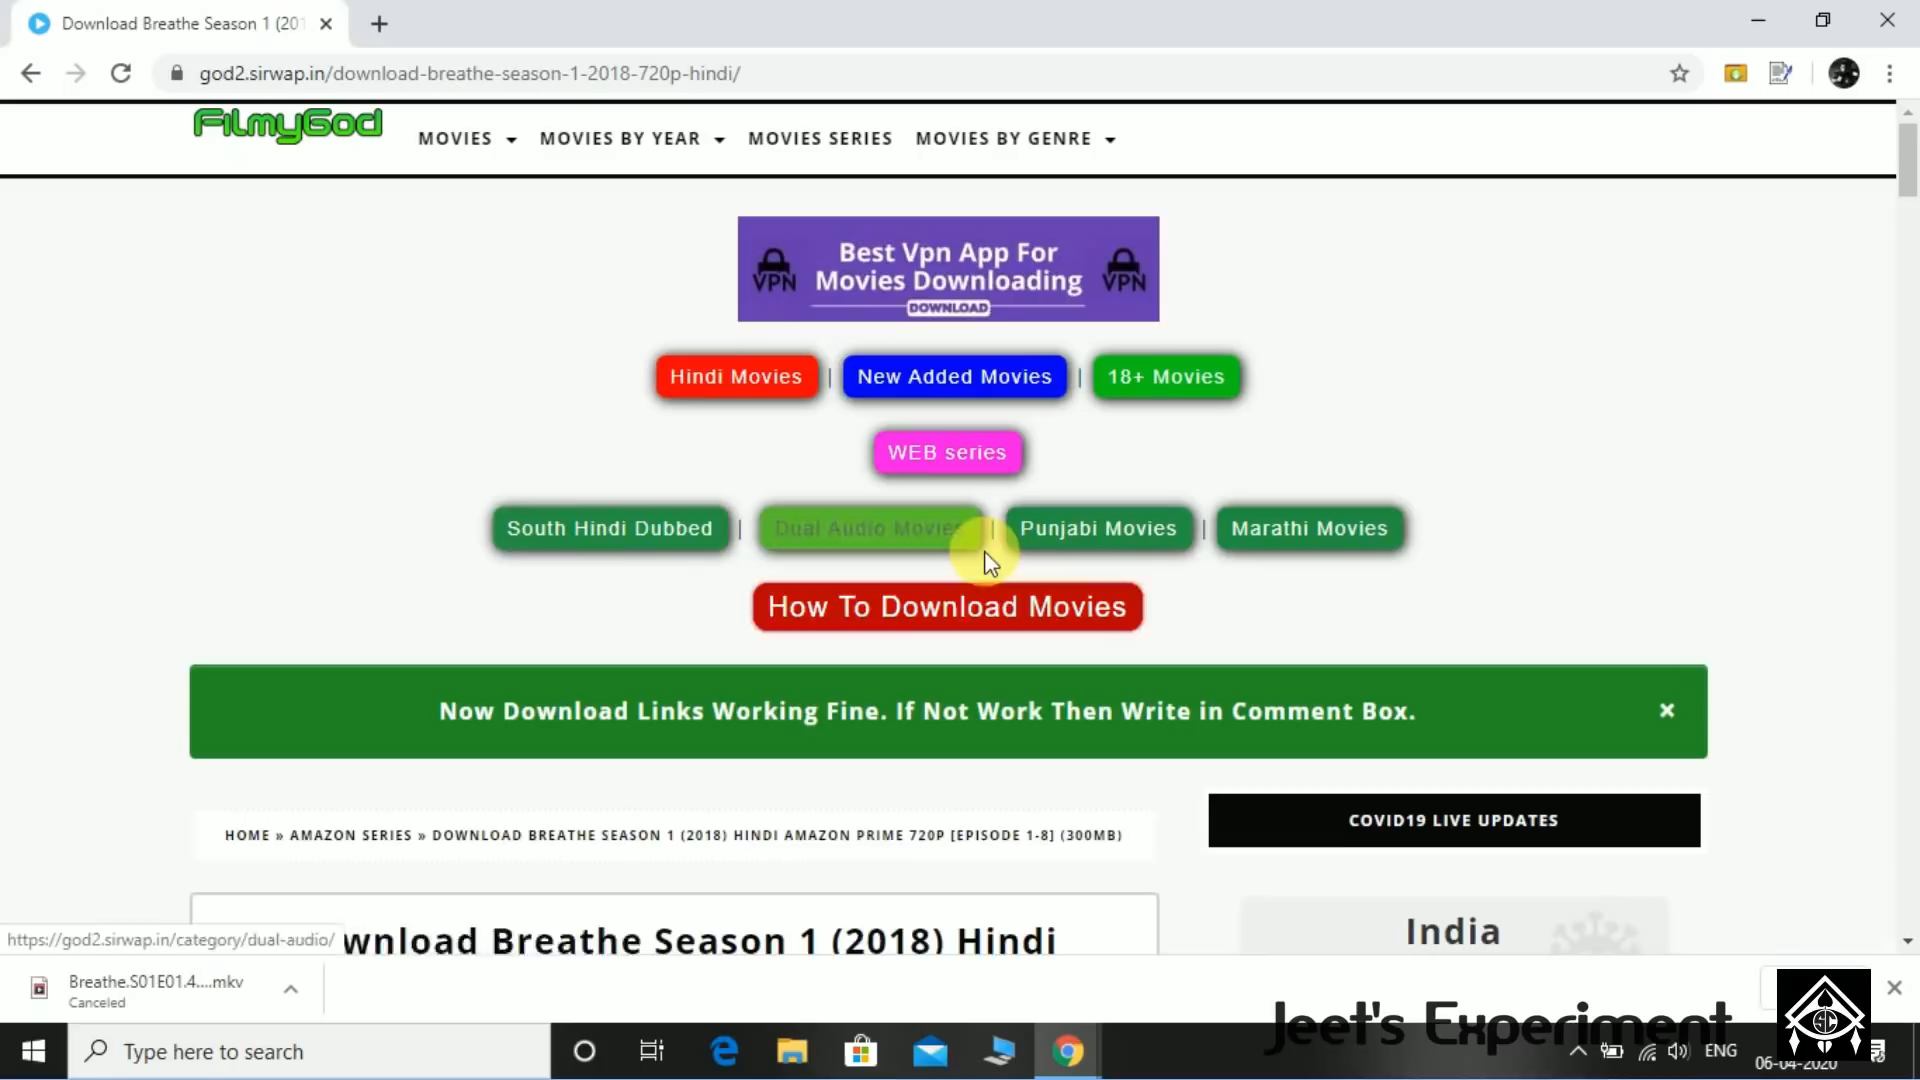 Download Breathe Season 1 (201
god2.sirwap.in/download-breathe-season-1-2018-720p-hindi/
FilmyGod
MOVIES
MOVIES BY YEAR
MOVIES SERIES
MOVIES BY GENRE
VPN
Best Vpn App For
Movies Downloading
DOWNLOAD
VPN
Hindi Movies | New Added Movies | 18+ Movies
WEB series
South Hindi Dubbed | Dual Audio Movies | Punjabi Movies | Marathi Movies
How To Download Movies
Now Download Links Working Fine. If Not Work Then Write in Comment Box.
HOME » AMAZON SERIES » DOWNLOAD BREATHE SEASON 1 (2018) HINDI AMAZON PRIME 720P [EPISODE 1-8] (300MB)
COVID19 LIVE UPDATES
wnload Breathe Season 1 (2018) Hindi
India
https://god2.sirwap.in/category/dual-audio/
Breathe.S01E01.4....mkv
Canceled
Jeet's Experiment
Type here to search
ENG
06-04-2020